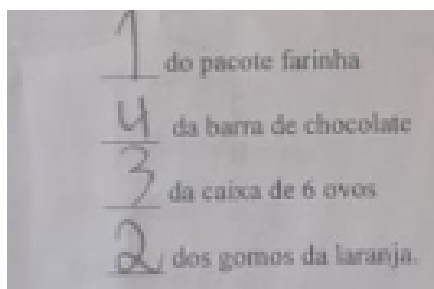 1 do pacote farinha
4 da barra de chocolate
3 da caixa de 6 ovos
2 dos gomos da laranja.